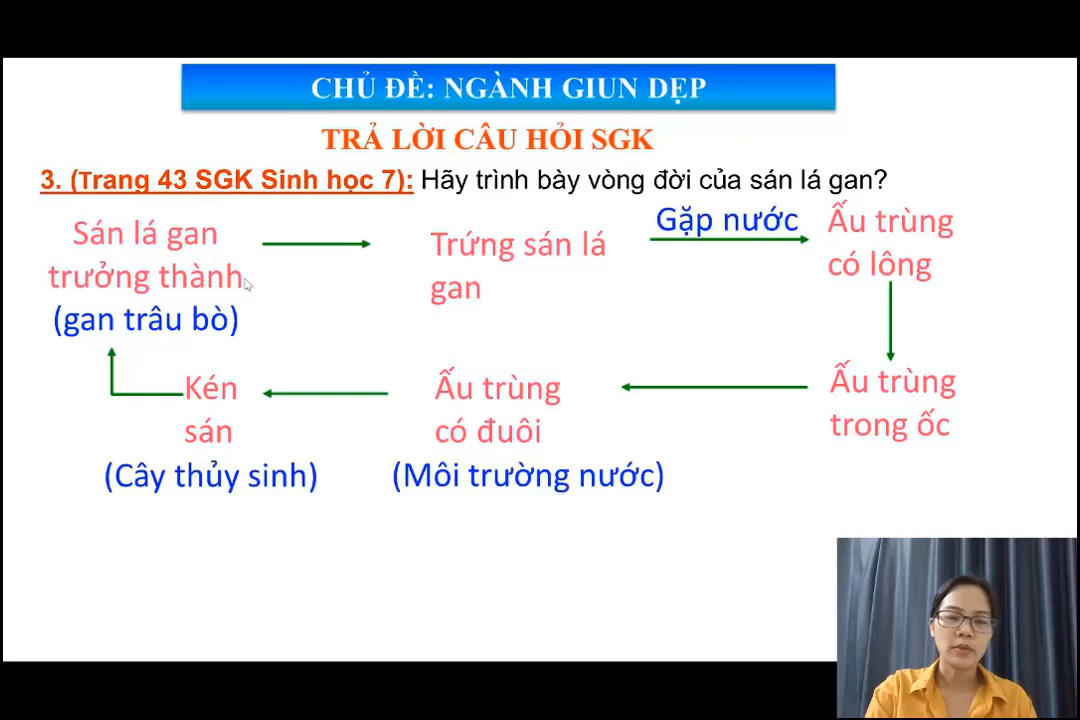 CHỦ ĐỀ: NGÀNH GIUN DẸP
TRẢ LỜI CÂU HỎI SGK
3. (Trang 43 SGK Sinh học 7): Hãy trình bày vòng đời của sán lá gan?
Sán lá gan
trưởng thành
(gan trâu bò)
Trứng sán lá
gan
Gặp nước
Ấu trùng
có lông
Ấu trùng
trong ốc
Ấu trùng
có đuôi
(Môi trường nước)
Kén
sán
(Cây thủy sinh)